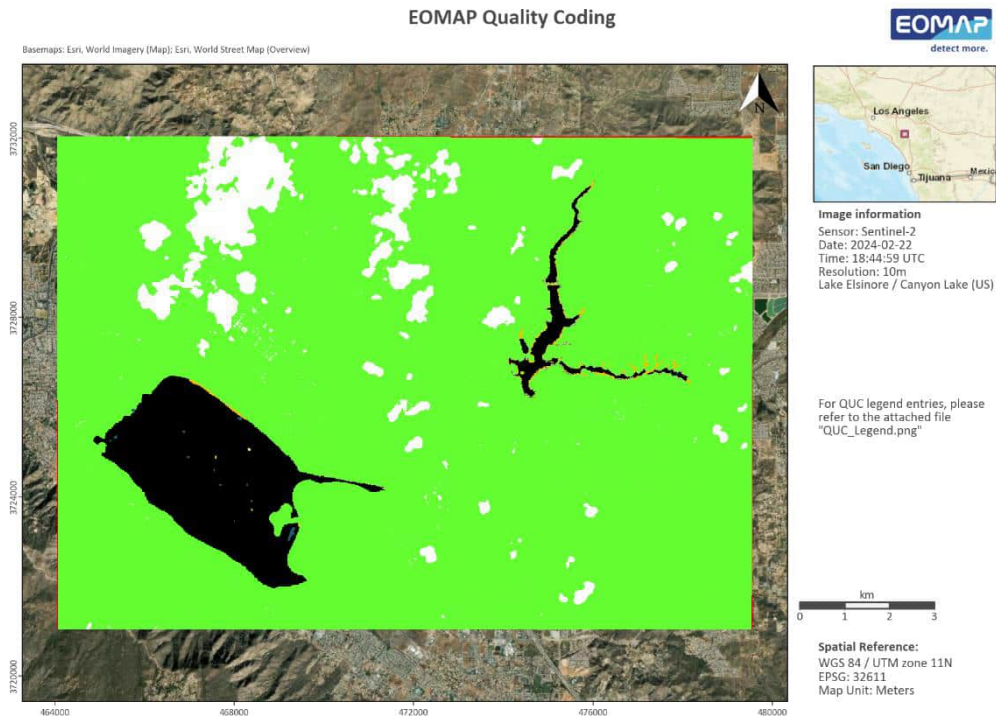 EOMAP Quality Coding
EOMAP
detect more.
Basemaps: Esri, World Imagery (Map); Esri, World Street Map (Overview)
N
3732000
3728000
3724000
3720000
464000
468000
472000
476000
480000
Los Angeles
San Diego
Tijuana
Mexica
Image information
Sensor: Sentinel-2
Date: 2024-02-22
Time: 18:44:59 UTC
Resolution: 10m
Lake Elsinore / Canyon Lake (US)
For QUC legend entries, please
refer to the attached file
"QUC_Legend.png"
km
0 1 2 3
Spatial Reference:
WGS 84 / UTM zone 11N
EPSG: 32611
Map Unit: Meters